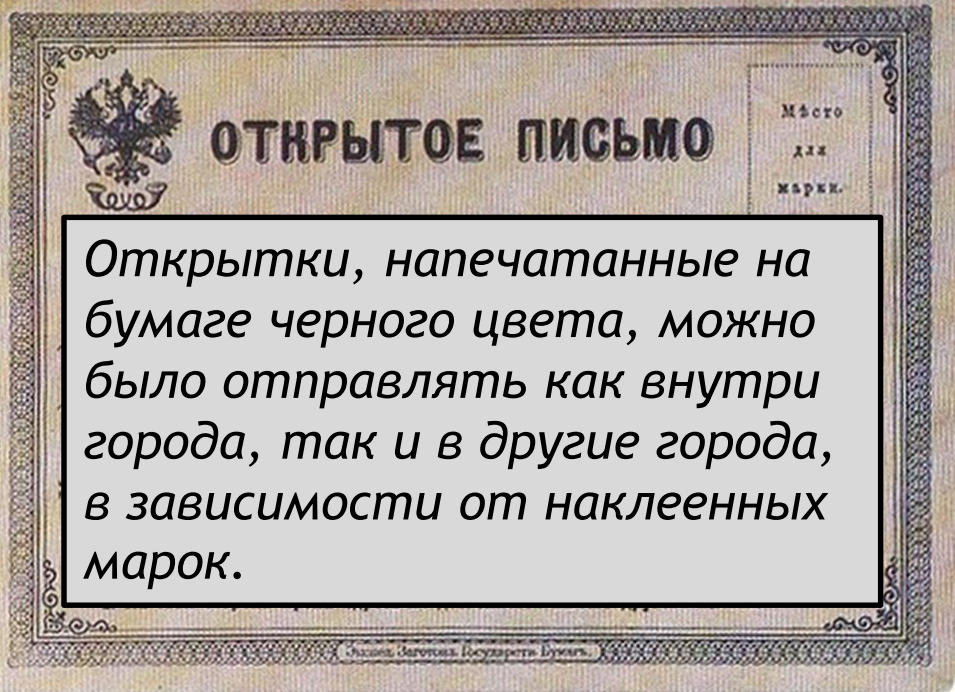 ОТКРЫТОЕ ПИСЬМО
Мѣсто
для
марки.
Открытки, напечатанные на
бумаге черного цвета, можно
было отправлять как внутри
города, так и в другие города,
в зависимости от наклеенных
марок.